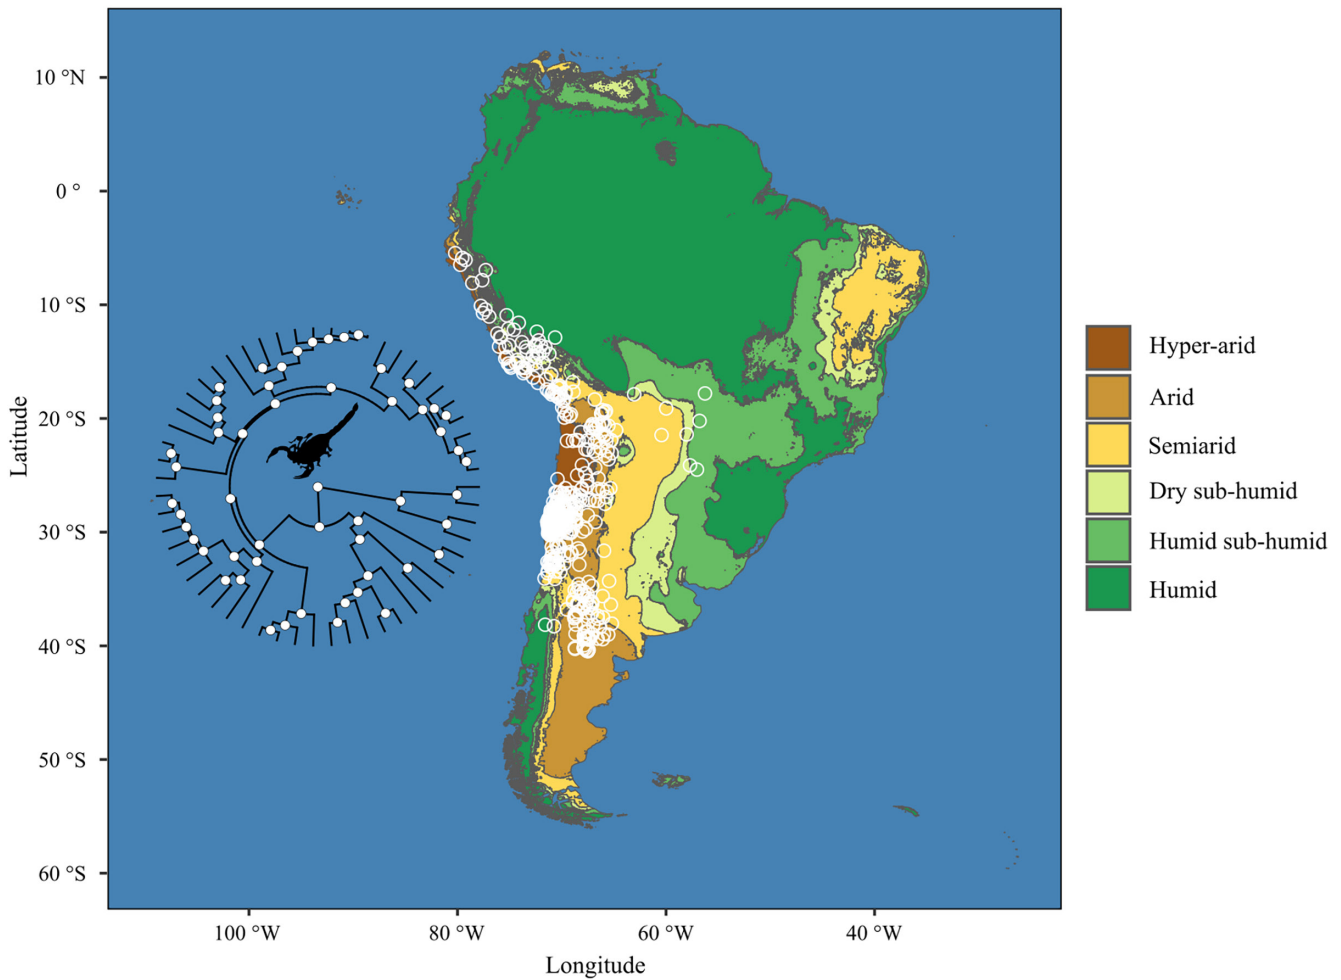 10 °N
0 °
10 °S
20 °S
30 °S
40 °S
50 °S
60 °S
Latitude
100 °W
80 °W
60 °W
40 °W
Longitude
Hyper-arid
Arid
Semiarid
Dry sub-humid
Humid sub-humid
Humid